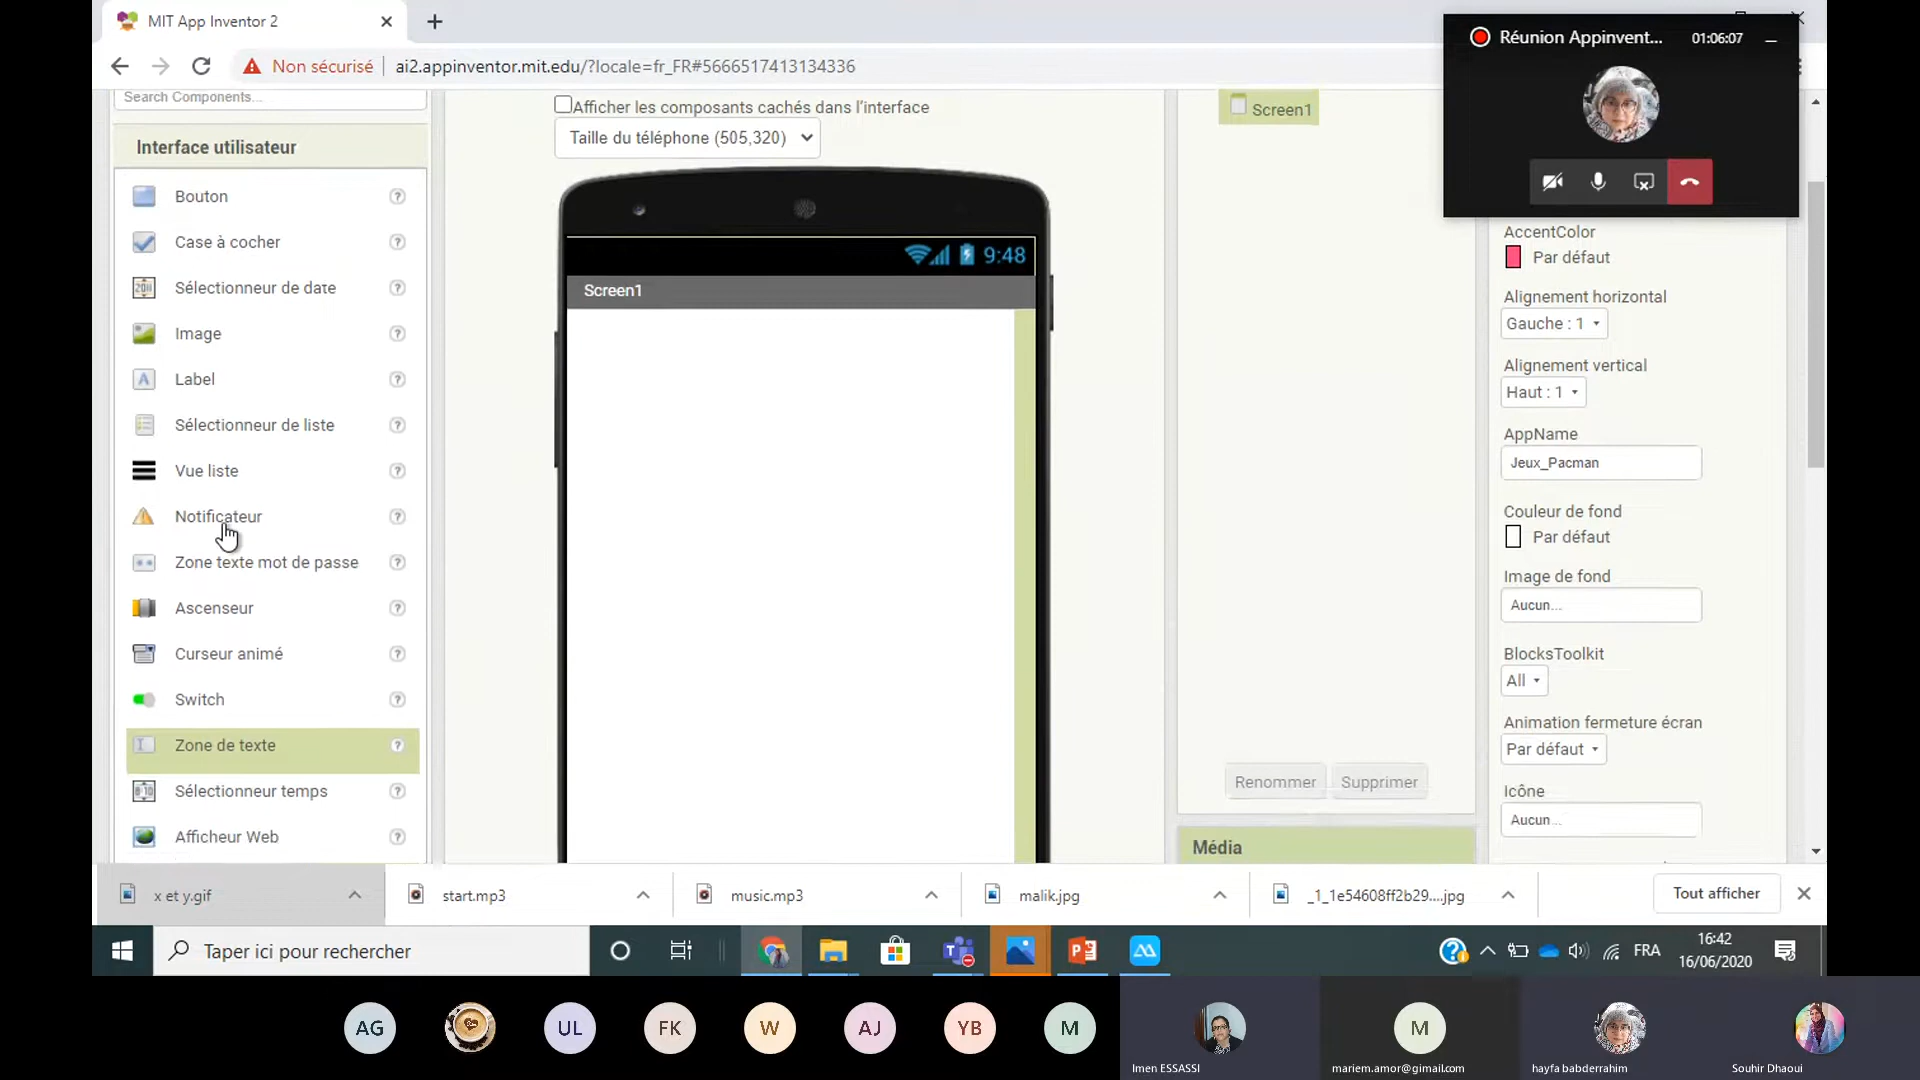 MIT App Inventor 2
Non sécurisé
ai2.appinventor.mit.edu/?locale=fr_FR#5666517413134336
Réunion Appinvent...
01:06:07
Search Components...
Interface utilisateur
Bouton
Case à cocher
Sélectionneur de date
Image
Label
Sélectionneur de liste
Vue liste
Notificateur
Zone texte mot de passe
Ascenseur
Curseur animé
Switch
Zone de texte
Sélectionneur temps
Afficheur Web
Afficher les composants cachés dans l'interface
Taille du téléphone (505,320)
9:48
Screen1
Screen1
Renommer
Supprimer
Média
AccentColor
Par défaut
Alignement horizontal
Gauche : 1
Alignement vertical
Haut : 1
AppName
Jeux_Pacman
Couleur de fond
Par défaut
Image de fond
Aucun...
BlocksToolkit
All
Animation fermeture écran
Par défaut
Icône
Aucun...
x et y.gif
start.mp3
music.mp3
malik.jpg
_1_1e54608ff2b29....jpg
Tout afficher
Taper ici pour rechercher
FRA
16:42
16/06/2020
AG
UL
FK
W
AJ
YB
M
M
Imen ESSASSI
mariem.amor@gimail.com
hayfa babderrahim
Souhir Dhaoui